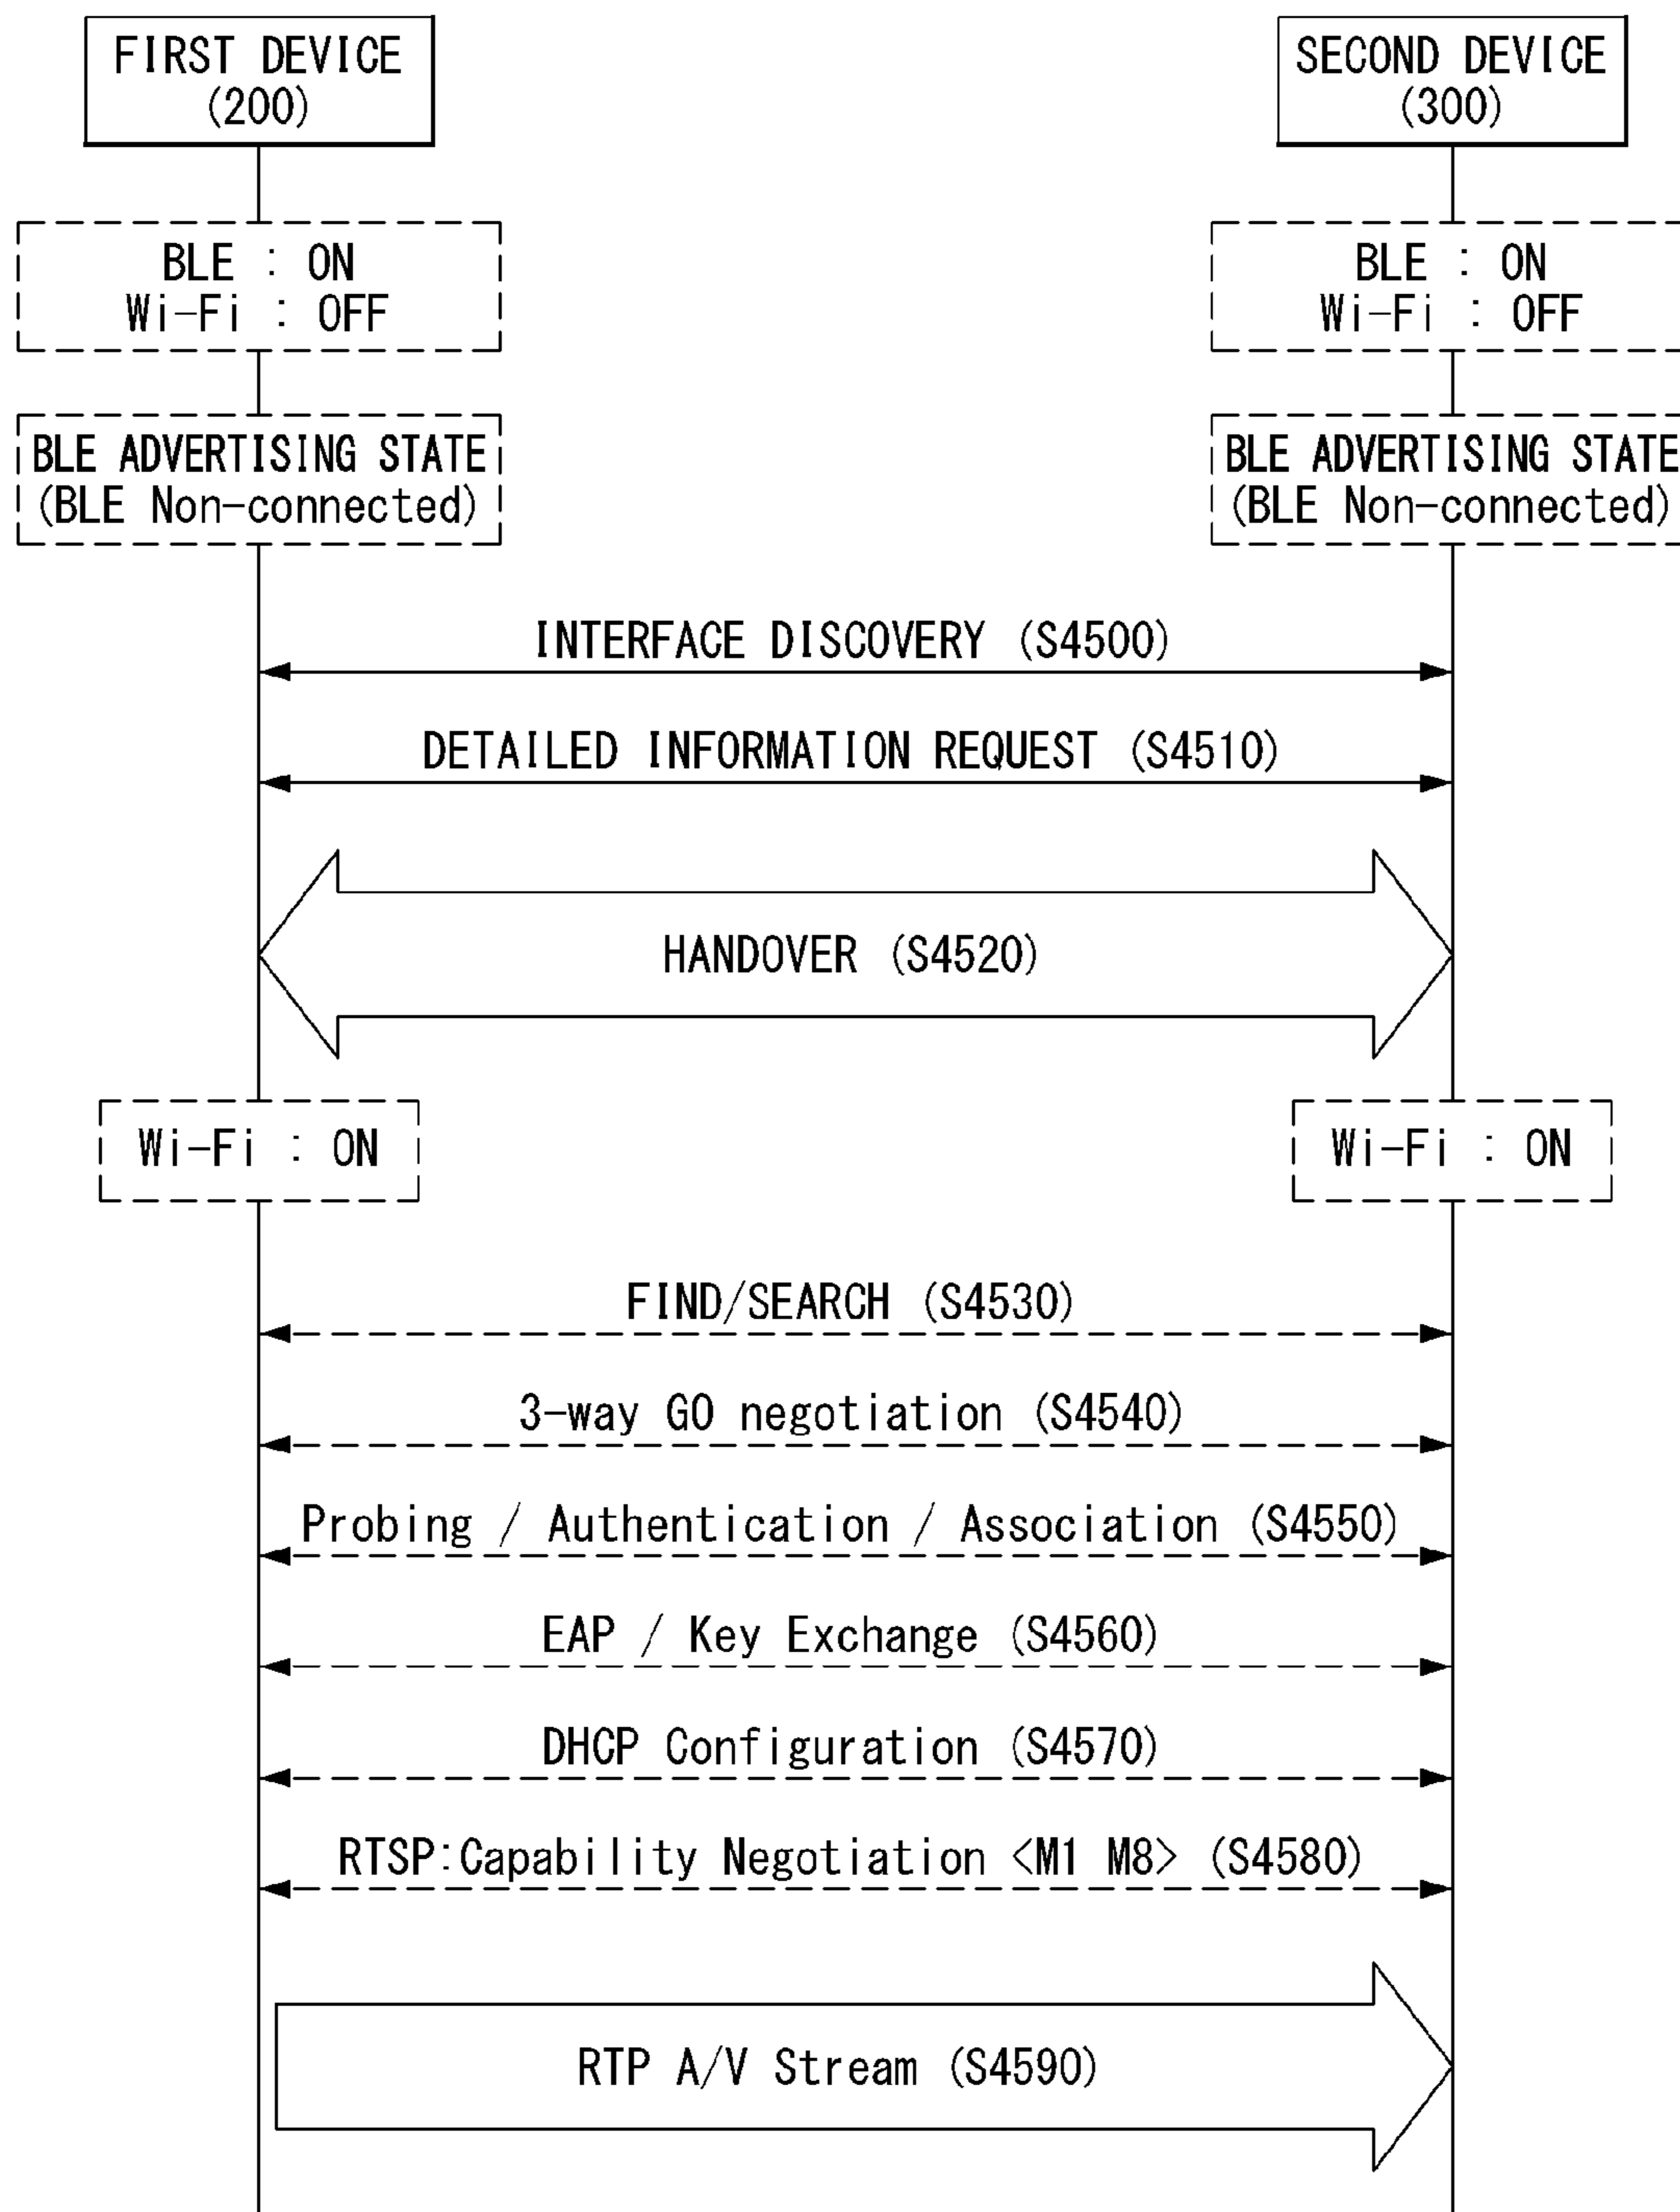 FIRST DEVICE
(200)
SECOND DEVICE
(300)
BLE : ON
Wi-Fi : OFF
BLE : ON
Wi-Fi : OFF
BLE ADVERTISING STATE
(BLE Non-connected)
BLE ADVERTISING STATE
(BLE Non-connected)
INTERFACE DISCOVERY (S4500)
DETAILED INFORMATION REQUEST (S4510)
HANDOVER (S4520)
Wi-Fi : ON
Wi-Fi : ON
FIND/SEARCH (S4530)
3-way GO negotiation (S4540)
Probing / Authentication / Association (S4550)
EAP / Key Exchange (S4560)
DHCP Configuration (S4570)
RTSP:Capability Negotiation <M1 M8> (S4580)
RTP A/V Stream (S4590)